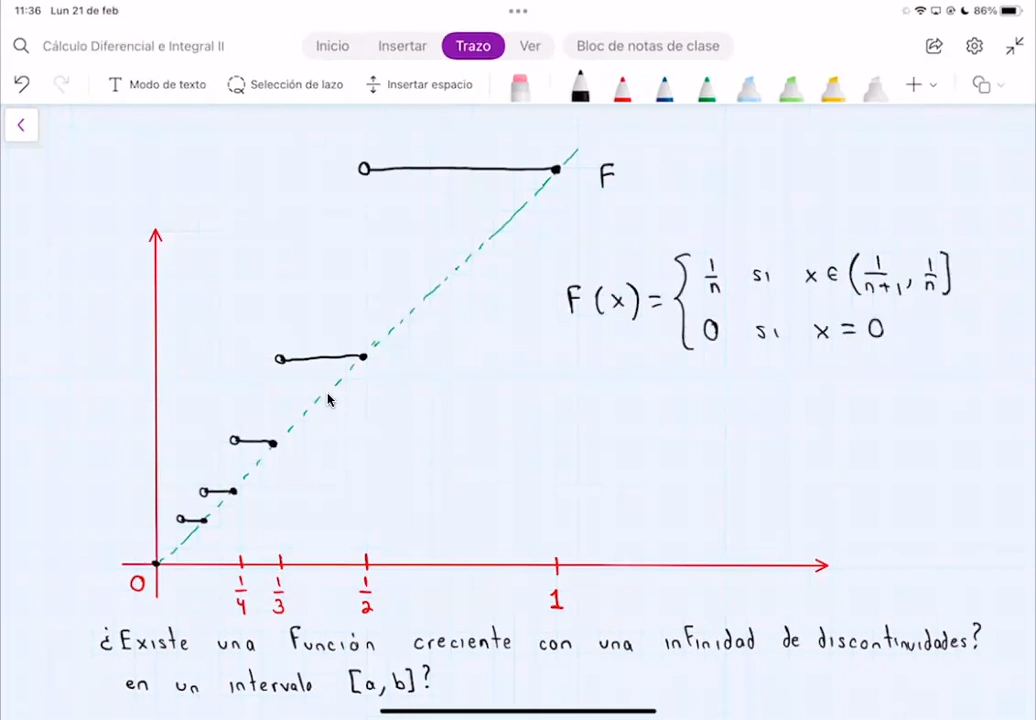 11:36 Lun 21 de feb
86%
Cálculo Diferencial e Integral II
Inicio Insertar Trazo Ver Bloc de notas de clase
Modo de texto Selección de lazo Insertar espacio
F
F(x) = { 1/n si x ∈ (1/n+1, 1/n]
0 si x = 0
0 1/4 1/3 1/2 1
¿Existe una función creciente con una infinidad de discontinuidades?
en un intervalo [a,b]?